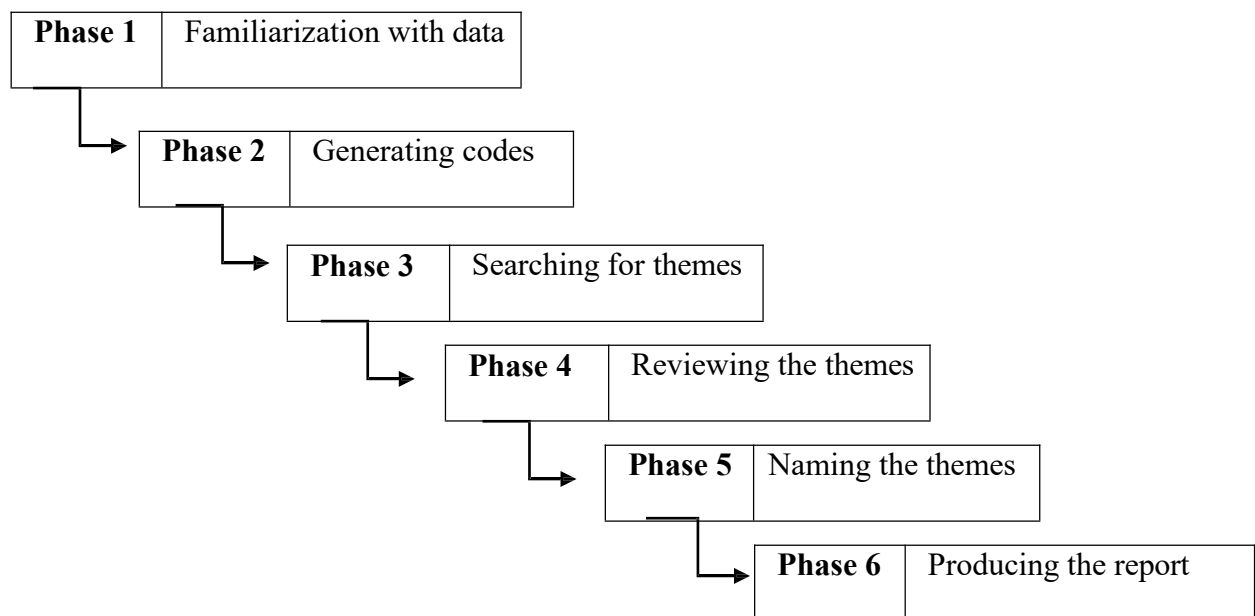 Phase 1 Familiarization with data
Phase 2 Generating codes
Phase 3 Searching for themes
Phase 4 Reviewing the themes
Phase 5 Naming the themes
Phase 6 Producing the report